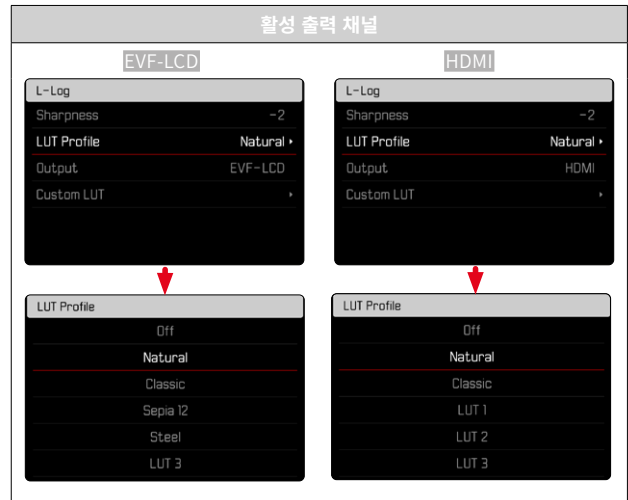 활성 출력 채널
EVF-LCD
L-Log
Sharpness -2
LUT Profile Natural
Output EVF-LCD
Custom LUT
LUT Profile
Off
Natural
Classic
Sepia 12
Steel
LUT 3
HDMI
L-Log
Sharpness -2
LUT Profile Natural
Output HDMI
Custom LUT
LUT Profile
Off
Natural
Classic
LUT 1
LUT 2
LUT 3